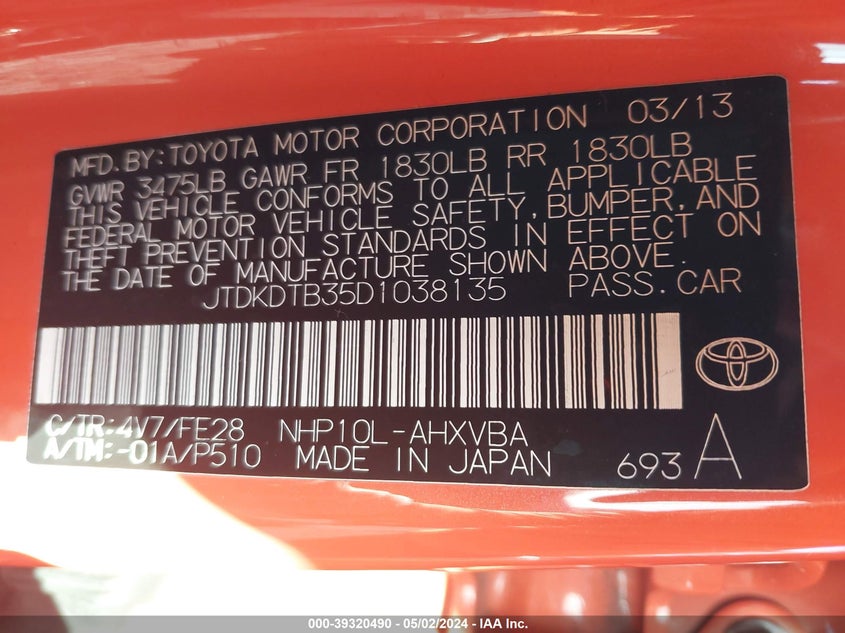 MFD. BY: TOYOTA MOTOR CORPORATION 03/13
GVWR 3475LB GAWR FR 1830LB RR 1830LB
THIS VEHICLE CONFORMS TO ALL APPLICABLE
FEDERAL MOTOR VEHICLE SAFETY, BUMPER, AND
THEFT PREVENTION STANDARDS IN EFFECT ON
THE DATE OF MANUFACTURE SHOWN ABOVE.
JTDKDTB35D1038135 PASS.CAR
C/TR:4V7/FE28 NHP10L-AHXVBA
A/TM:-01A/P510 MADE IN JAPAN 693 A
000-39320490 - 05/02/2024 - IAA Inc.